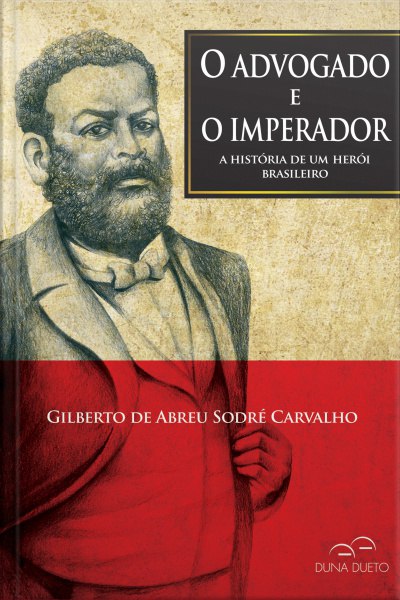 O ADVOGADO
E
O IMPERADOR
A HISTÓRIA DE UM HERÓI
BRASILEIRO
GILBERTO DE ABREU SODRÉ CARVALHO
DUNA DUETO